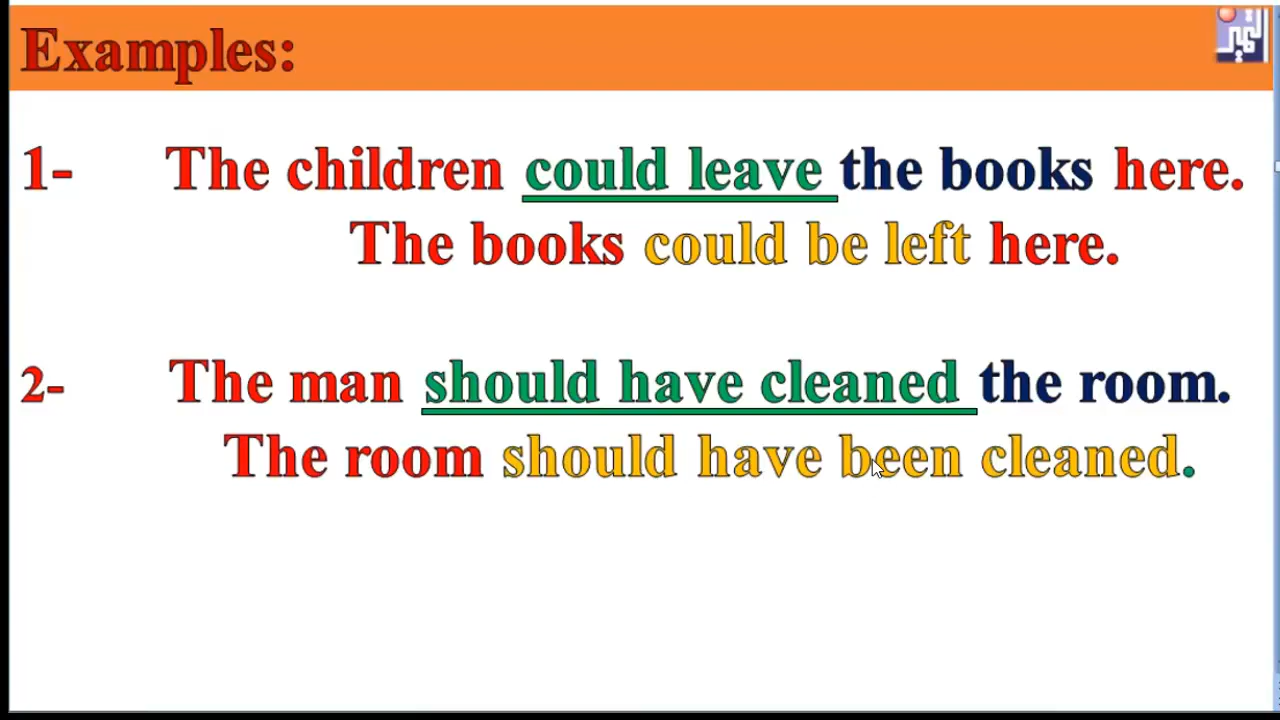 Examples:
1- The children could leave the books here.
The books could be left here.
2- The man should have cleaned the room.
The room should have been cleaned.